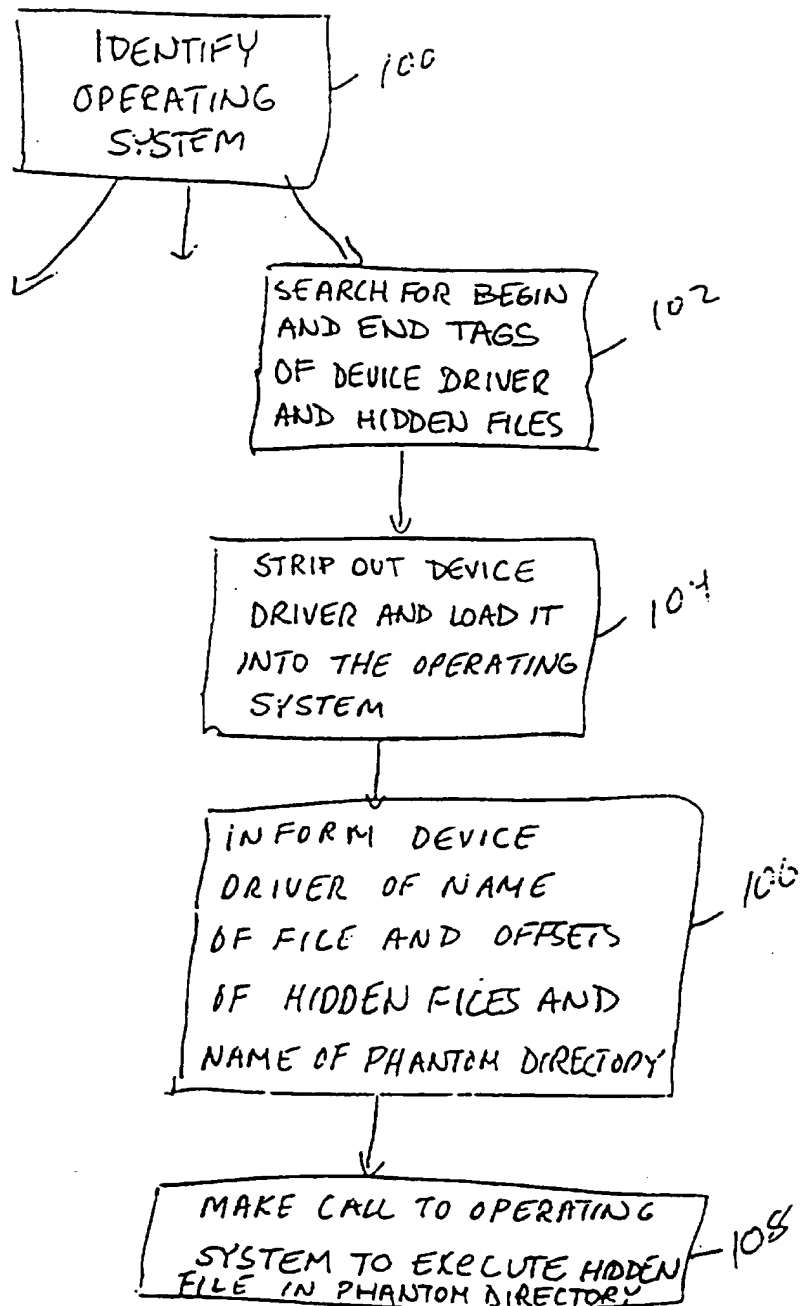 IDENTIFY
OPERATING
SYSTEM
100
SEARCH FOR BEGIN
AND END TAGS
OF DEVICE DRIVER
AND HIDDEN FILES
102
STRIP OUT DEVICE
DRIVER AND LOAD IT
INTO THE OPERATING
SYSTEM
104
INFORM DEVICE
DRIVER OF NAME
OF FILE AND OFFSETS
OF HIDDEN FILES AND
NAME OF PHANTOM DIRECTORY
106
MAKE CALL TO OPERATING
SYSTEM TO EXECUTE HIDDEN
FILE IN PHANTOM DIRECTORY
108